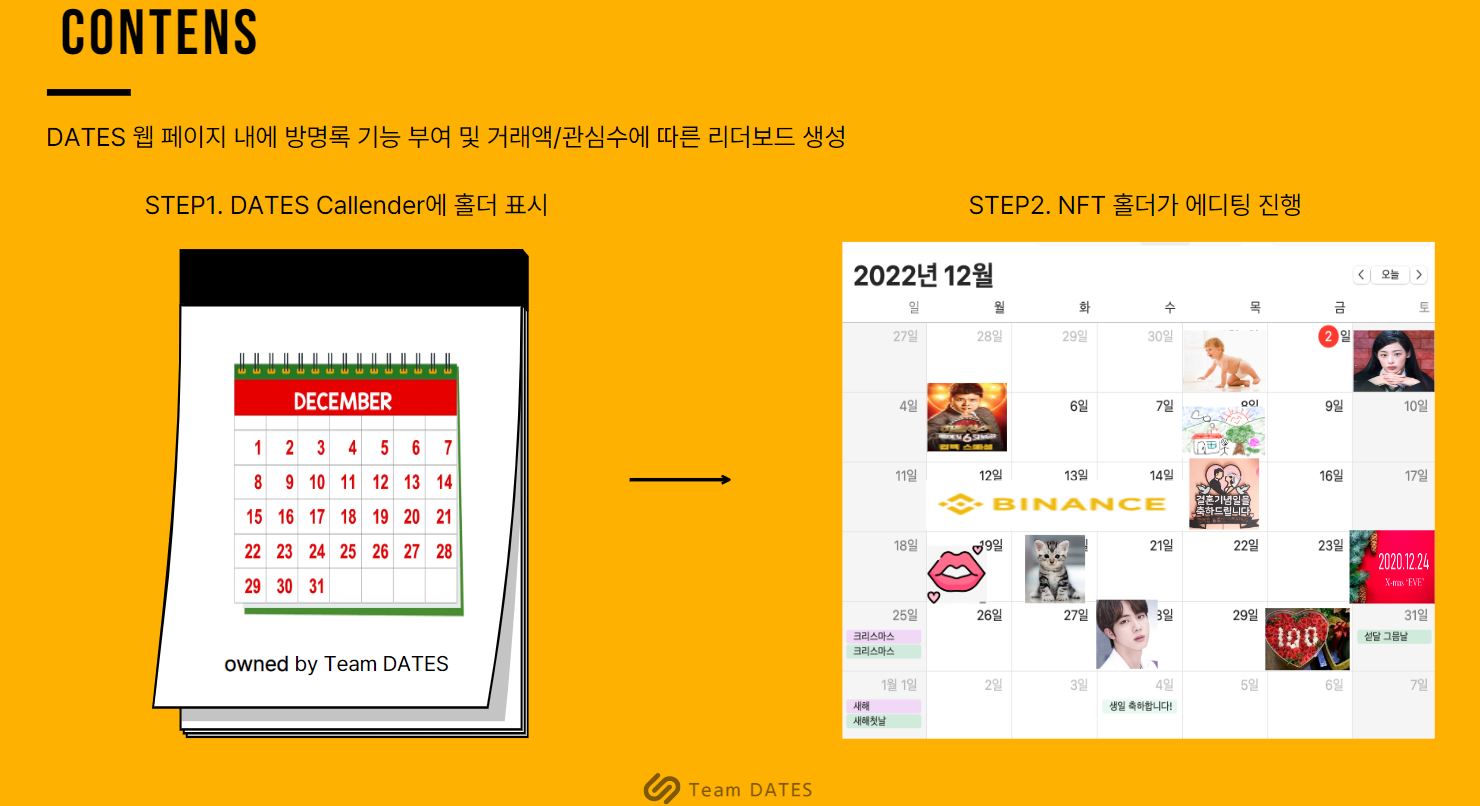 CONTENS
DATES 웹 페이지 내에 방명록 기능 부여 및 거래액/관심수에 따른 리더보드 생성
STEP1. DATES Callender에 홀더 표시
DECEMBER
1 2 3 4 5 6 7
8 9 10 11 12 13 14
15 16 17 18 19 20 21
22 23 24 25 26 27 28
29 30 31
owned by Team DATES
STEP2. NFT 홀더가 에디팅 진행
2022년 12월
오늘
일 월 화 수 목 금 토
27일 28일 29일 30일 2 일
4일 6일 7일 8일 9일 10일
11일 12일 13일 14일 16일 17일
BINANCE
결혼기념일을
축하드립니다
18일 19일 21일 22일 23일
2020.12.24
X-mas "EVE"
25일 26일 27일 29일 31일
크리스마스 섣달 그믐날
크리스마스
100
1월 1일 2일 3일 4일 5일 6일 7일
새해 생일 축하합니다!
새해첫날
Team DATES